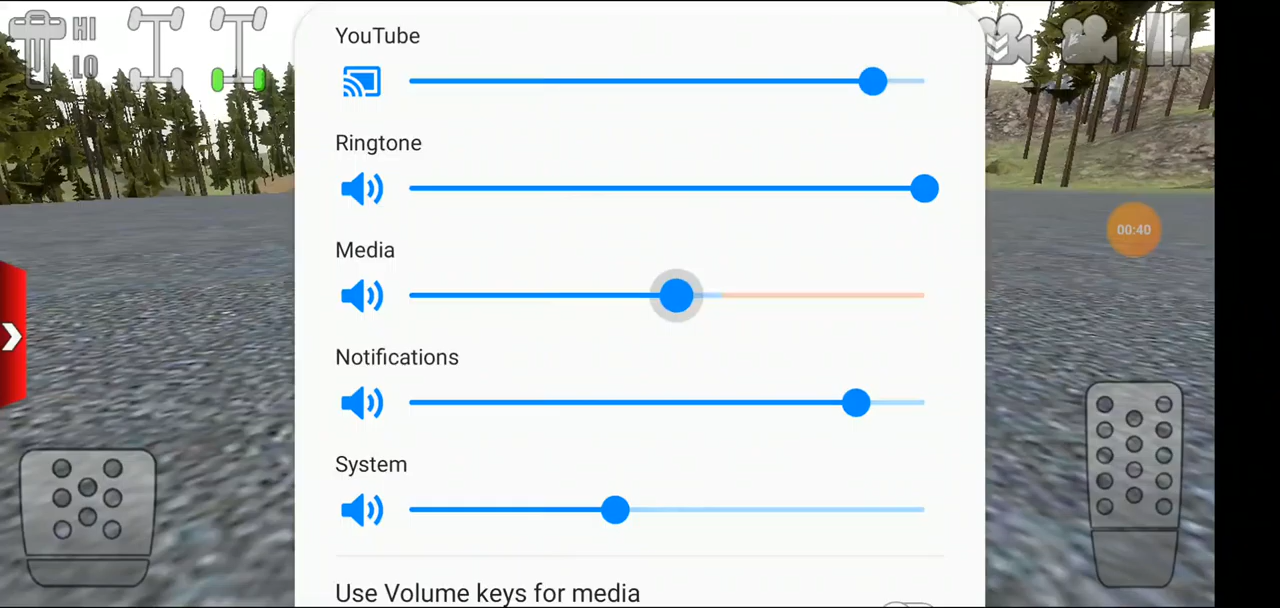 HI
LO
YouTube
Ringtone
00:40
Media
Notifications
System
Use Volume keys for media